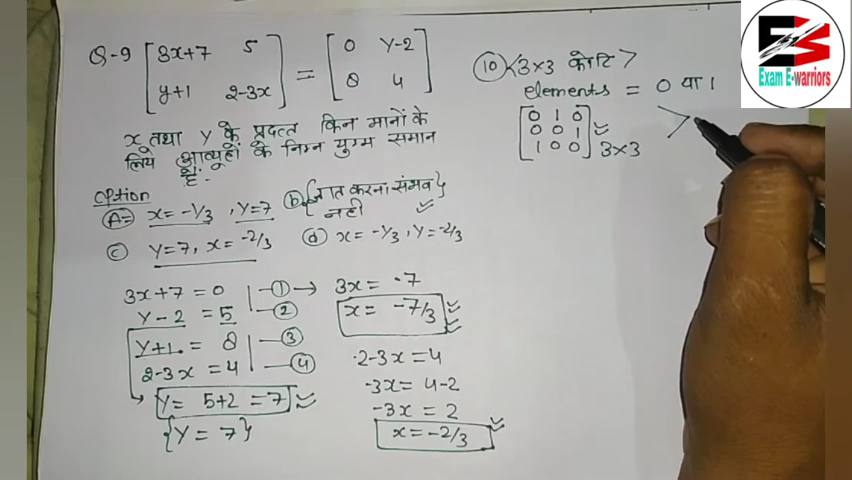 Q-9 [3x+7 5] = [0 y-2]
[y+1 2-3x] [8 4]
x तथा y के प्रदत्त किन मानों के
लिये आव्यूहों के निम्न युग्म समान
हैं -
option
(A) x = -1/3 , y=7
(b) {ज्ञात करना संभव
नहीं}
(c) y=7, x = -2/3
(d) x = -1/3, y = -2/3
3x+7 = 0 — (1) →
y-2 = 5 — (2)
y+1 = 8 — (3)
2-3x = 4 — (4)
y = 5+2 = 7
{y = 7}
3x = -7
x = -7/3
2-3x = 4
-3x = 4-2
-3x = 2
x = -2/3
(10) <3×3 कोटि>
elements = 0 या 1
[0 1 0]
[0 0 1]
[1 0 0] 3×3
Exam E-warriors